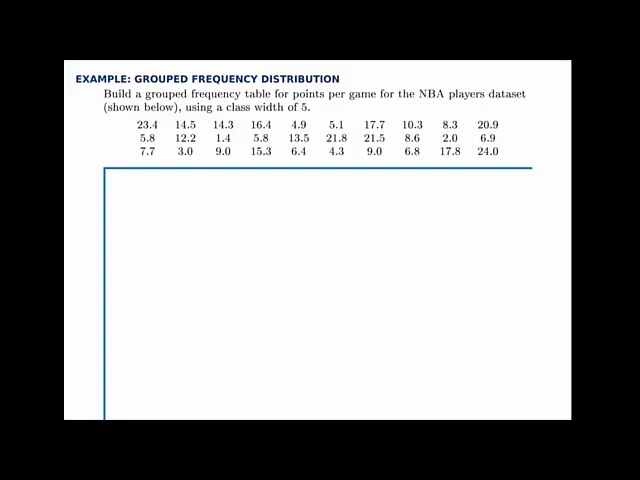 EXAMPLE: GROUPED FREQUENCY DISTRIBUTION
Build a grouped frequency table for points per game for the NBA players dataset
(shown below), using a class width of 5.
23.4 14.5 14.3 16.4 4.9 5.1 17.7 10.3 8.3 20.9
5.8 12.2 1.4 5.8 13.5 21.8 21.5 8.6 2.0 6.9
7.7 3.0 9.0 15.3 6.4 4.3 9.0 6.8 17.8 24.0